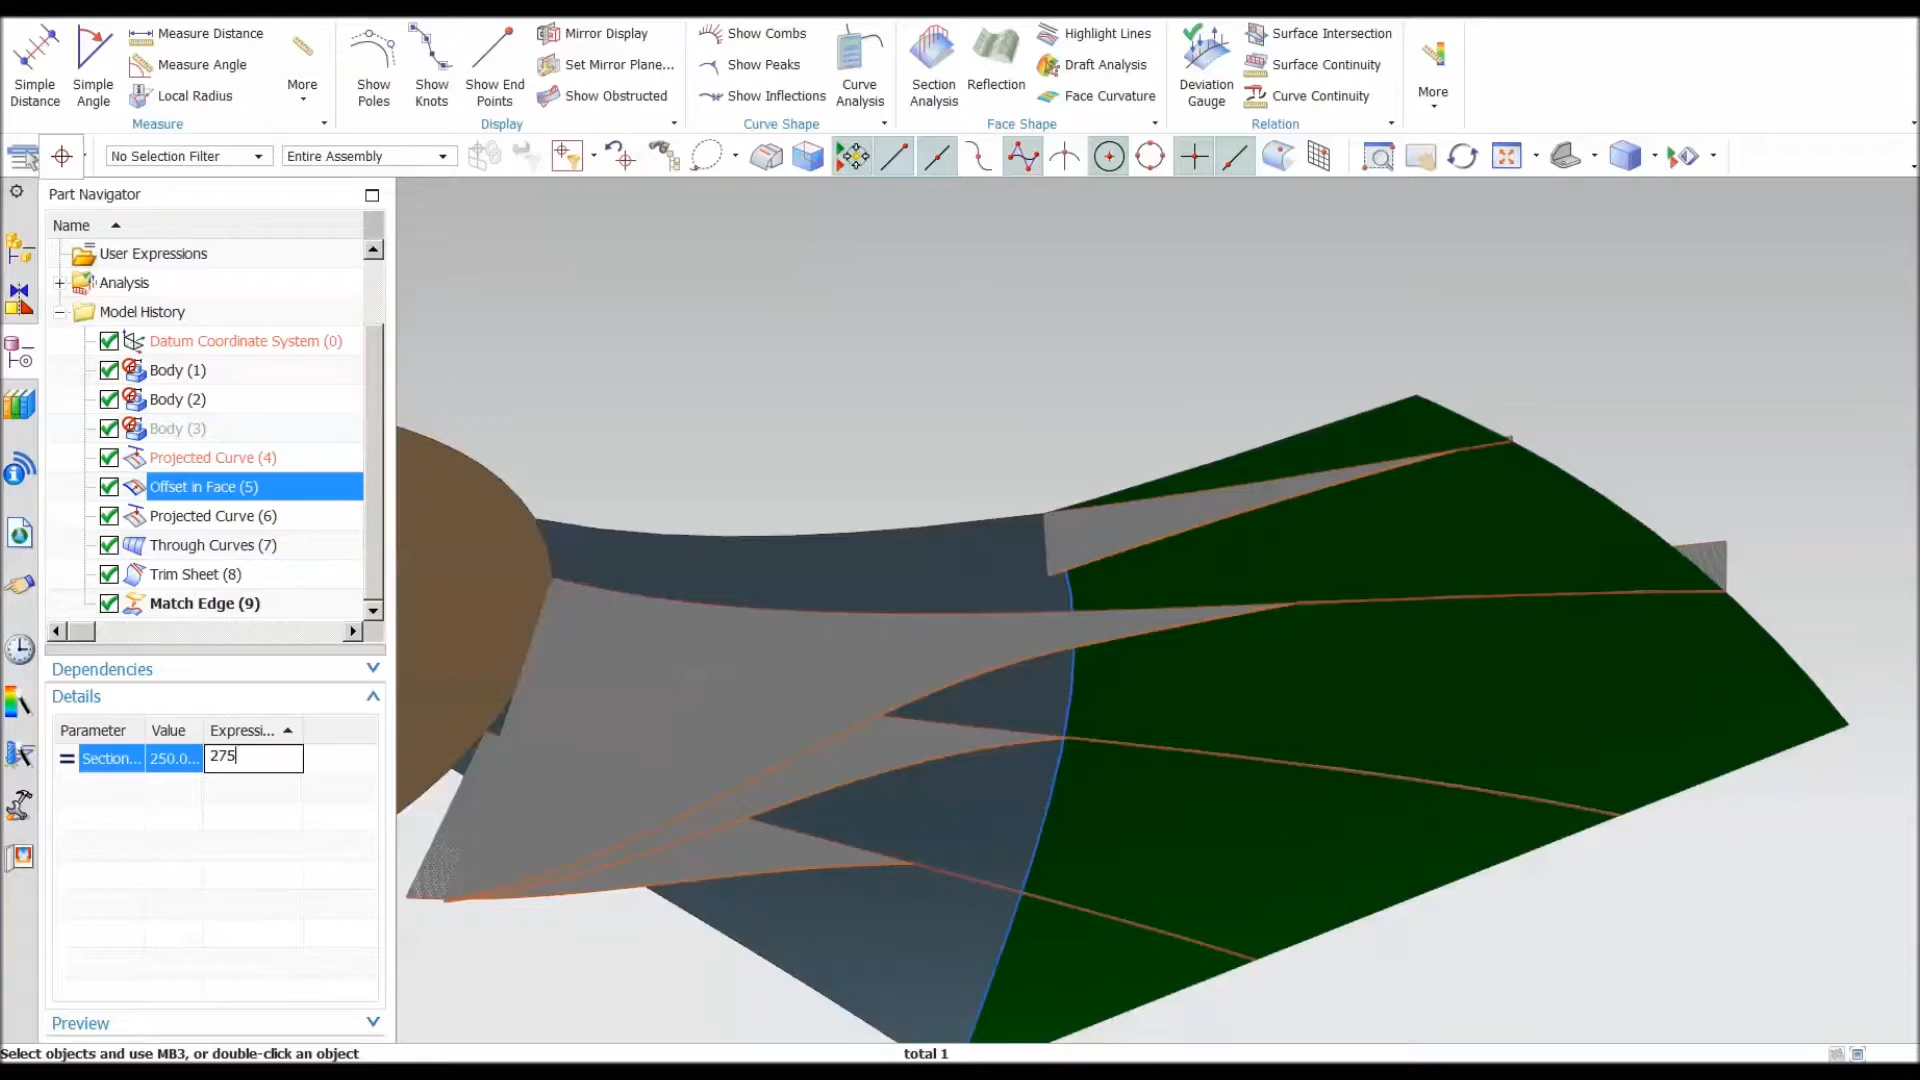 Simple Distance
Simple Angle
Measure Distance
Measure Angle
Local Radius
More
Measure
Show Poles
Show Knots
Show End Points
Mirror Display
Set Mirror Plane...
Show Obstructed
Display
Show Combs
Show Peaks
Show Inflections
Curve Analysis
Curve Shape
Section Analysis
Reflection
Highlight Lines
Draft Analysis
Face Curvature
Face Shape
Deviation Gauge
Surface Intersection
Surface Continuity
Curve Continuity
Relation
More
No Selection Filter
Entire Assembly
Part Navigator
Name
User Expressions
Analysis
Model History
Datum Coordinate System (0)
Body (1)
Body (2)
Body (3)
Projected Curve (4)
Offset in Face (5)
Projected Curve (6)
Through Curves (7)
Trim Sheet (8)
Match Edge (9)
Dependencies
Details
Parameter Value Expressi...
Section... 250.0... 275
Preview
Select objects and use MB3, or double-click an object
total 1